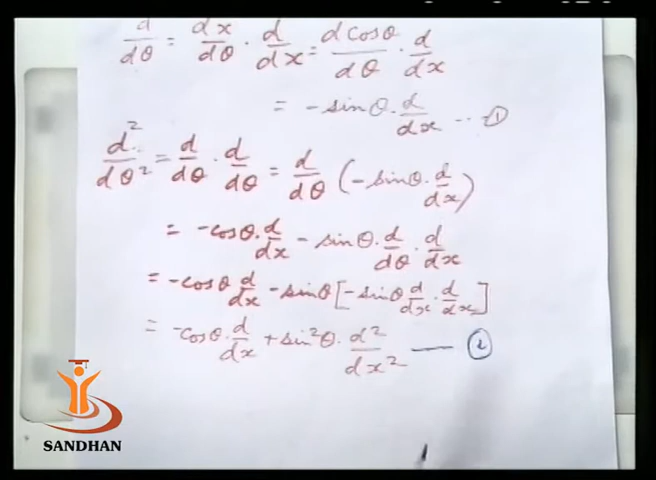 d/dθ = dx/dθ · d/dx = d cosθ/dθ · d/dx
= - sinθ · d/dx --- ①
d²/dθ² = d/dθ · d/dθ = d/dθ (- sinθ · d/dx)
= -cosθ · d/dx - sinθ · d/dθ · d/dx
= -cosθ d/dx - sinθ [- sinθ d/dx · d/dx]
= -cosθ · d/dx + sin²θ · d²/dx² — ②
SANDHAN